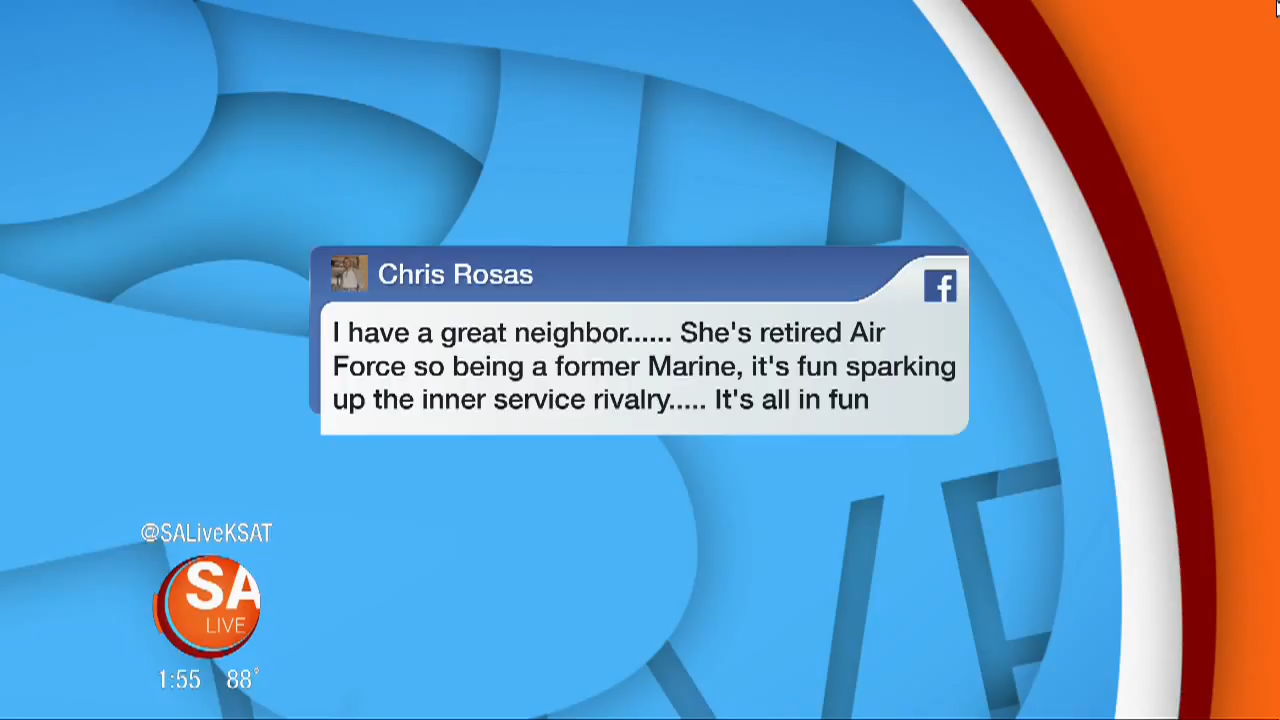 Chris Rosas
I have a great neighbor...... She's retired Air
Force so being a former Marine, it's fun sparking
up the inner service rivalry..... It's all in fun
@SALiveKSAT
SA
LIVE
1:55 88°